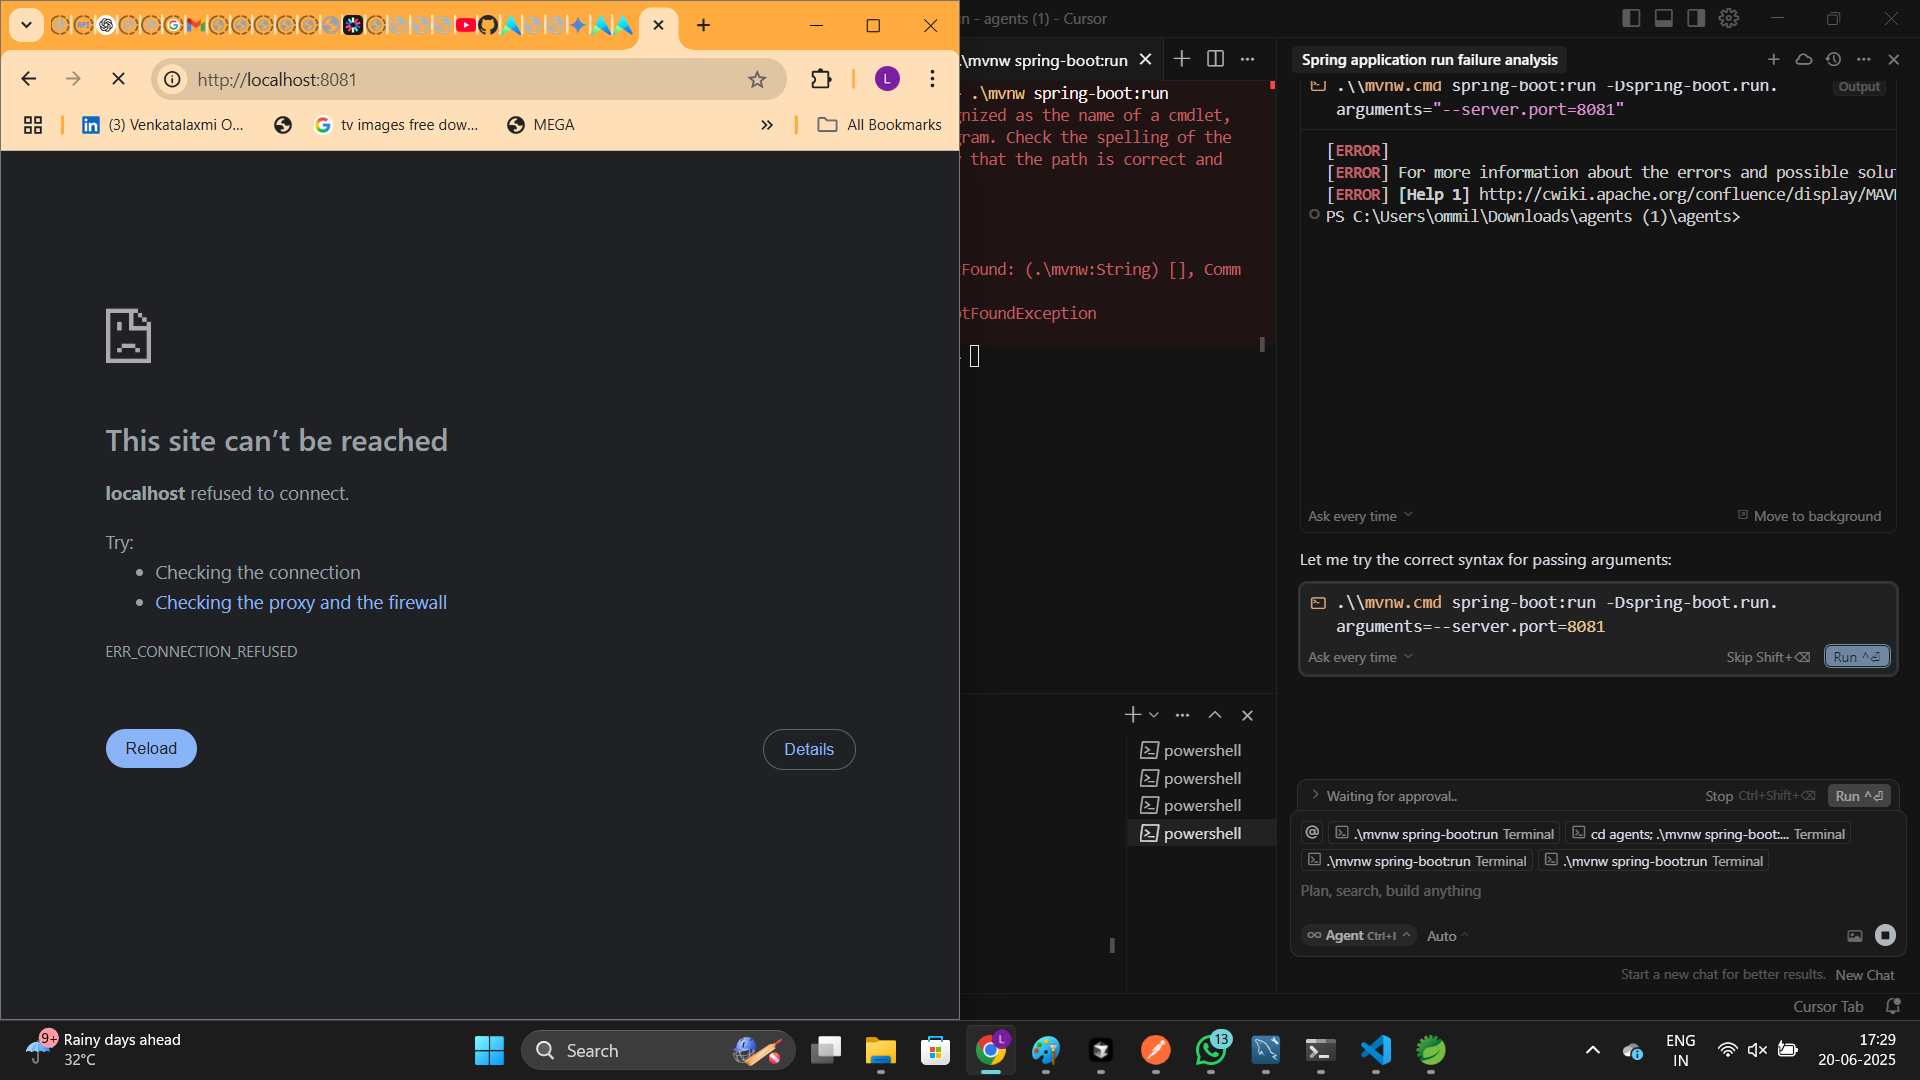 http://localhost:8081
L
(3) Venkatalaxmi O...
tv images free dow...
MEGA
All Bookmarks
This site can't be reached
localhost refused to connect.
Try:
Checking the connection
Checking the proxy and the firewall
ERR_CONNECTION_REFUSED
Reload
Details
- agents (1) - Cursor
.\mvnw spring-boot:run
.\mvnw spring-boot:run
gnized as the name of a cmdlet,
gram. Check the spelling of the
that the path is correct and
tFound: (.\mvnw:String) [], Comm
otFoundException
powershell
powershell
powershell
powershell
Spring application run failure analysis
.\\mvnw.cmd spring-boot:run -Dspring-boot.run.
arguments="--server.port=8081"
Output
[ERROR]
[ERROR] For more information about the errors and possible solut
[ERROR] [Help 1] http://cwiki.apache.org/confluence/display/MAVE
PS C:\Users\ommil\Downloads\agents (1)\agents>
Ask every time
Move to background
Let me try the correct syntax for passing arguments:
.\\mvnw.cmd spring-boot:run -Dspring-boot.run.
arguments=--server.port=8081
Ask every time
Skip Shift+⌫
Run ^⏎
Waiting for approval..
Stop Ctrl+Shift+⌫
Run ^⏎
@
.\mvnw spring-boot:run Terminal
cd agents; .\mvnw spring-boot:... Terminal
.\mvnw spring-boot:run Terminal
.\mvnw spring-boot:run Terminal
Plan, search, build anything
Agent Ctrl+I
Auto
Start a new chat for better results. New Chat
Cursor Tab
9+
Rainy days ahead
32°C
Search
L
13
ENG
IN
17:29
20-06-2025